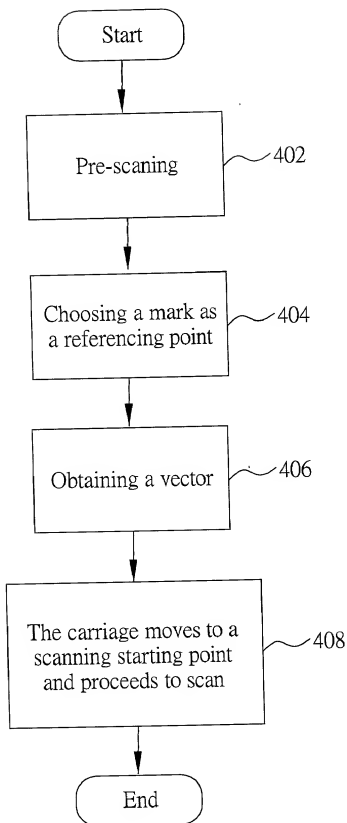 Start
Pre-scaning
402
Choosing a mark as
a referencing point
404
Obtaining a vector
406
The carriage moves to a
scanning starting point
and proceeds to scan
408
End